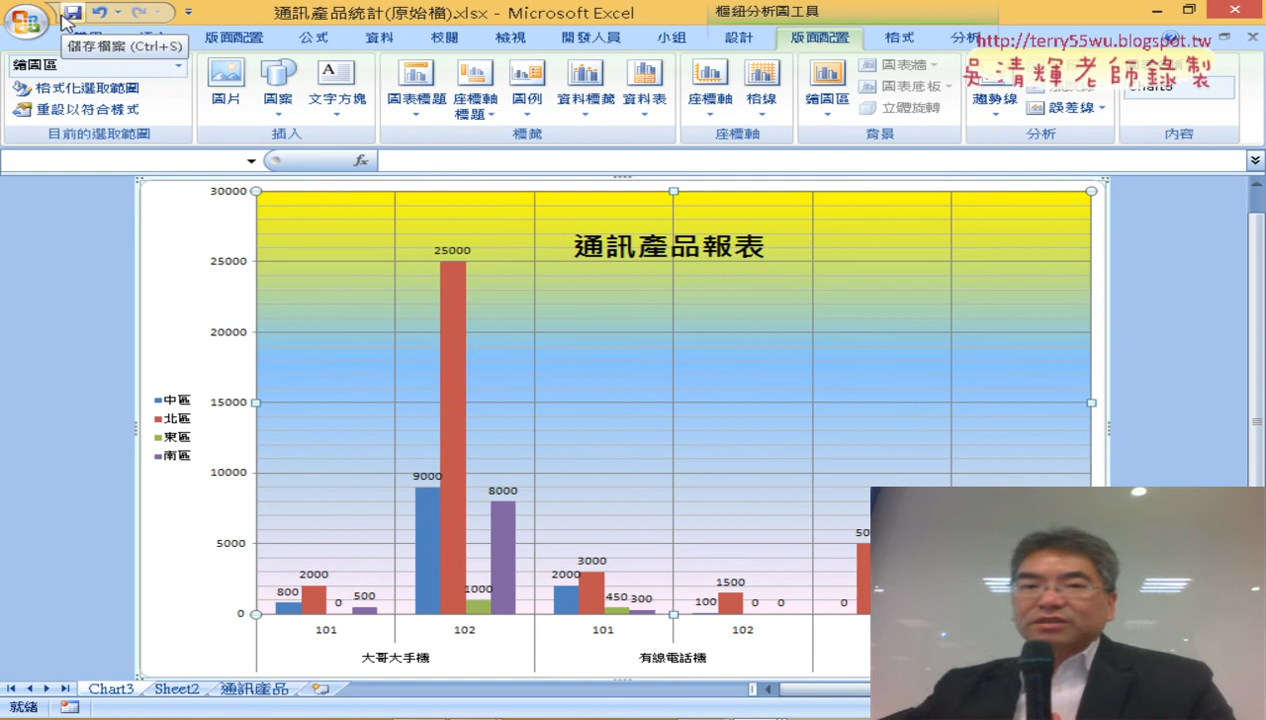 通訊產品統計(原始檔).xlsx - Microsoft Excel
樞紐分析圖工具
儲存檔案 (Ctrl+S)
版面配置 公式 資料 校閱 檢視 開發人員 小組 設計 版面配置 格式 分析
http://terry55wu.blogspot.tw
吳清輝老師錄製
繪圖區
格式化選取範圍
重設以符合樣式
目前的選取範圍
圖片 圖案 文字方塊
插入
圖表標題 座標軸標題 圖例 資料標籤 資料表
標籤
座標軸 格線
座標軸
繪圖區 圖表牆 圖表底板 立體旋轉
背景
趨勢線 誤差線
分析
內容
fx
通訊產品報表
30000
25000
20000
15000
10000
5000
0
中區
北區
東區
南區
800 2000 0 500
9000 25000 1000 8000
2000 3000 450 300
100 1500 0 0
0
101 102 101 102
大哥大手機 有線電話機
Chart3 Sheet2 通訊產品
就緒